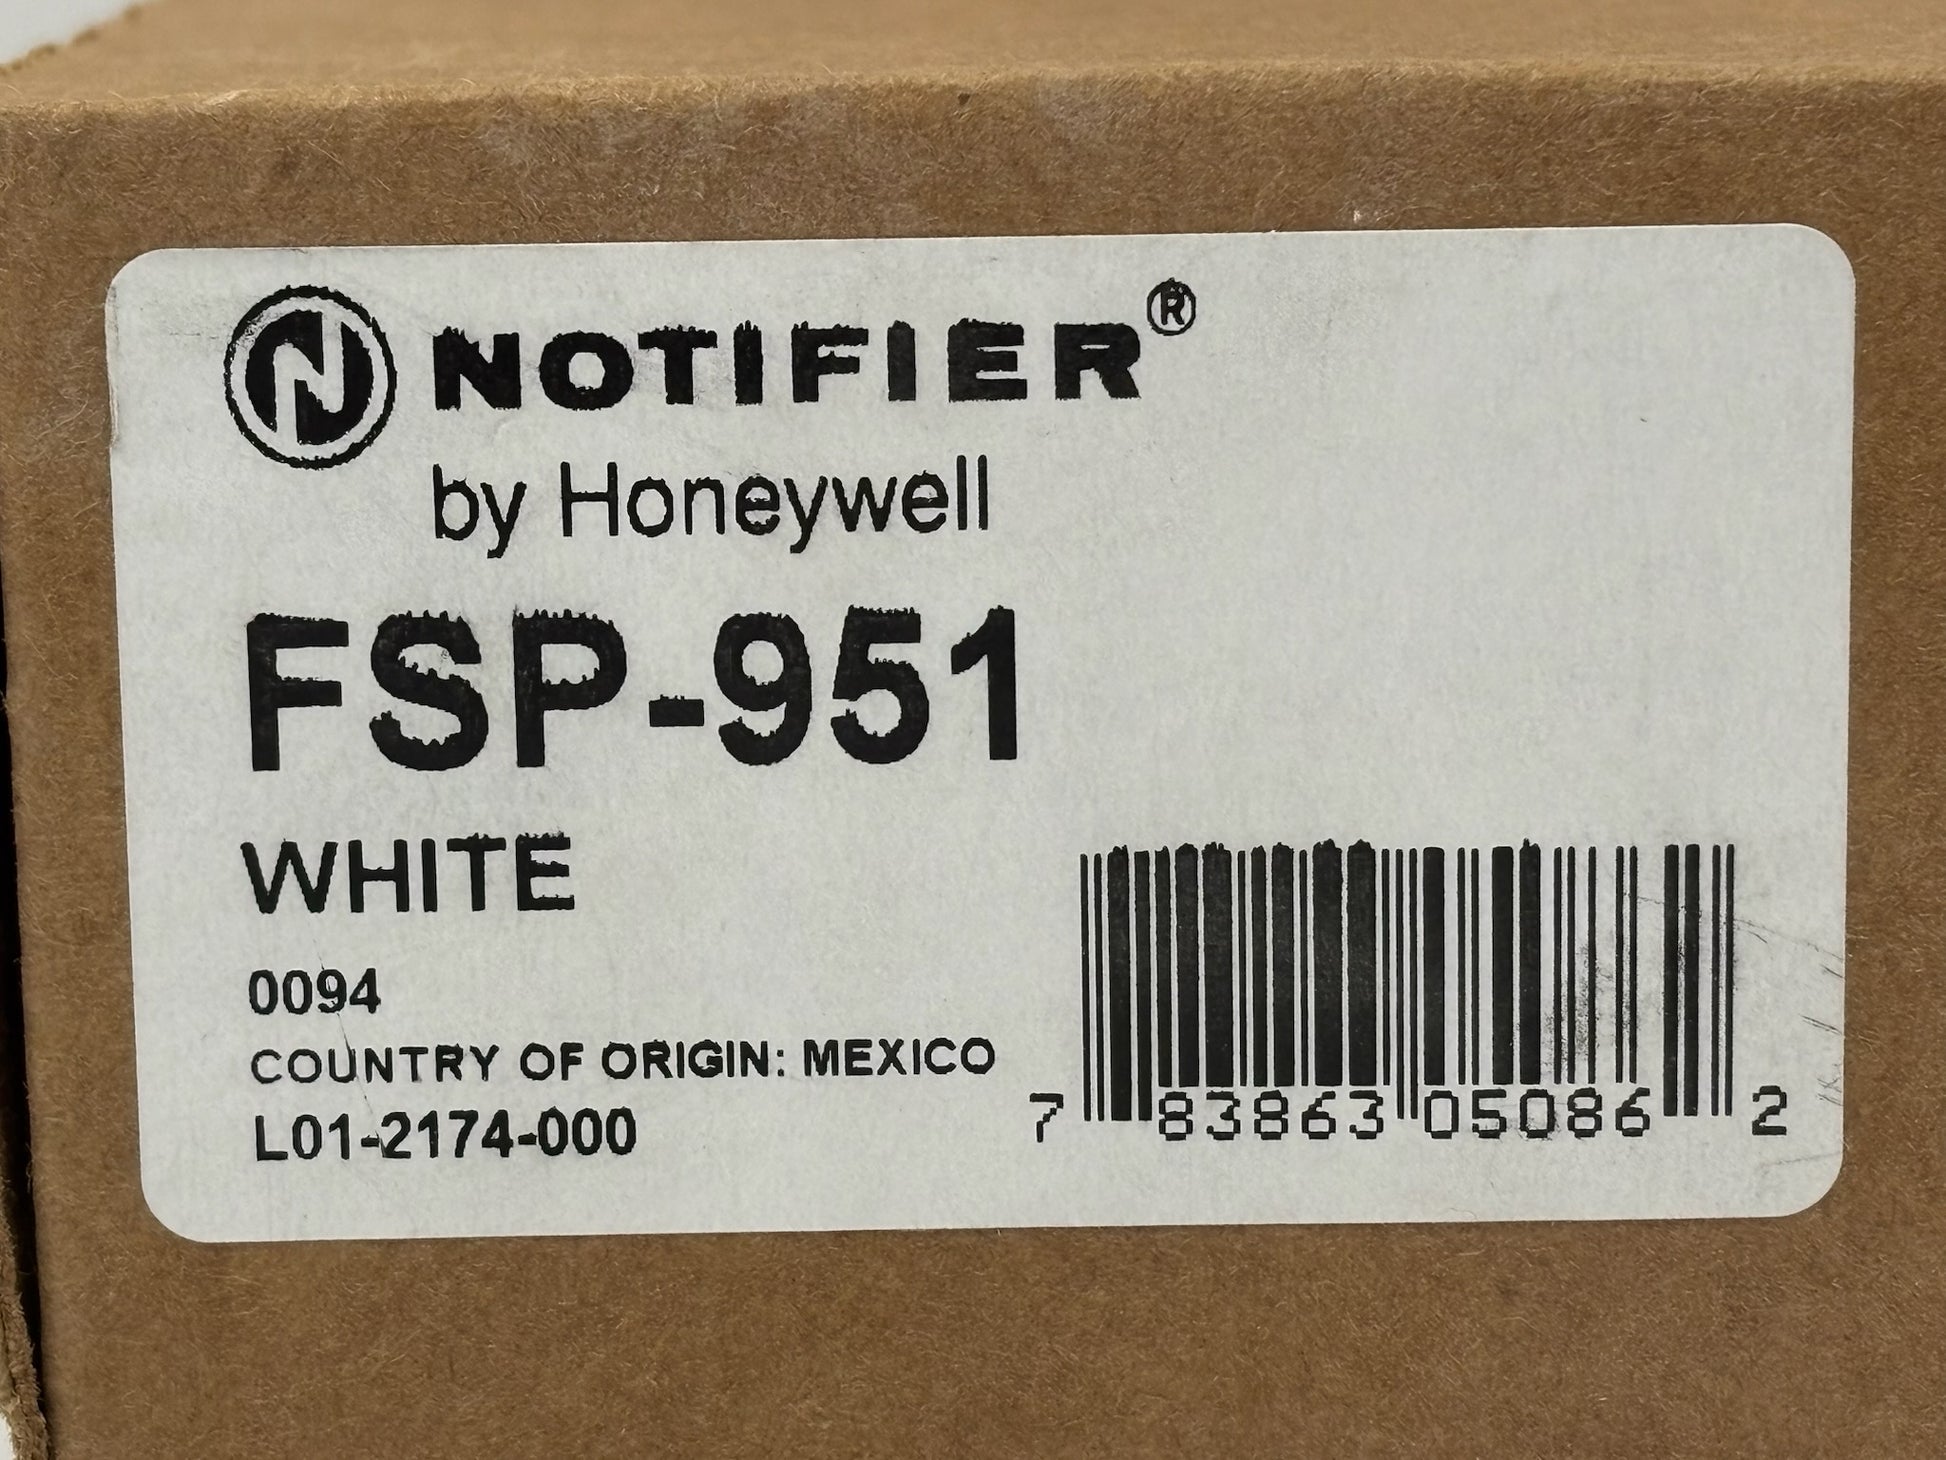 NOTIFIER®
by Honeywell
FSP-951
WHITE
0094
COUNTRY OF ORIGIN: MEXICO
L01-2174-000
7 83863 05086 2